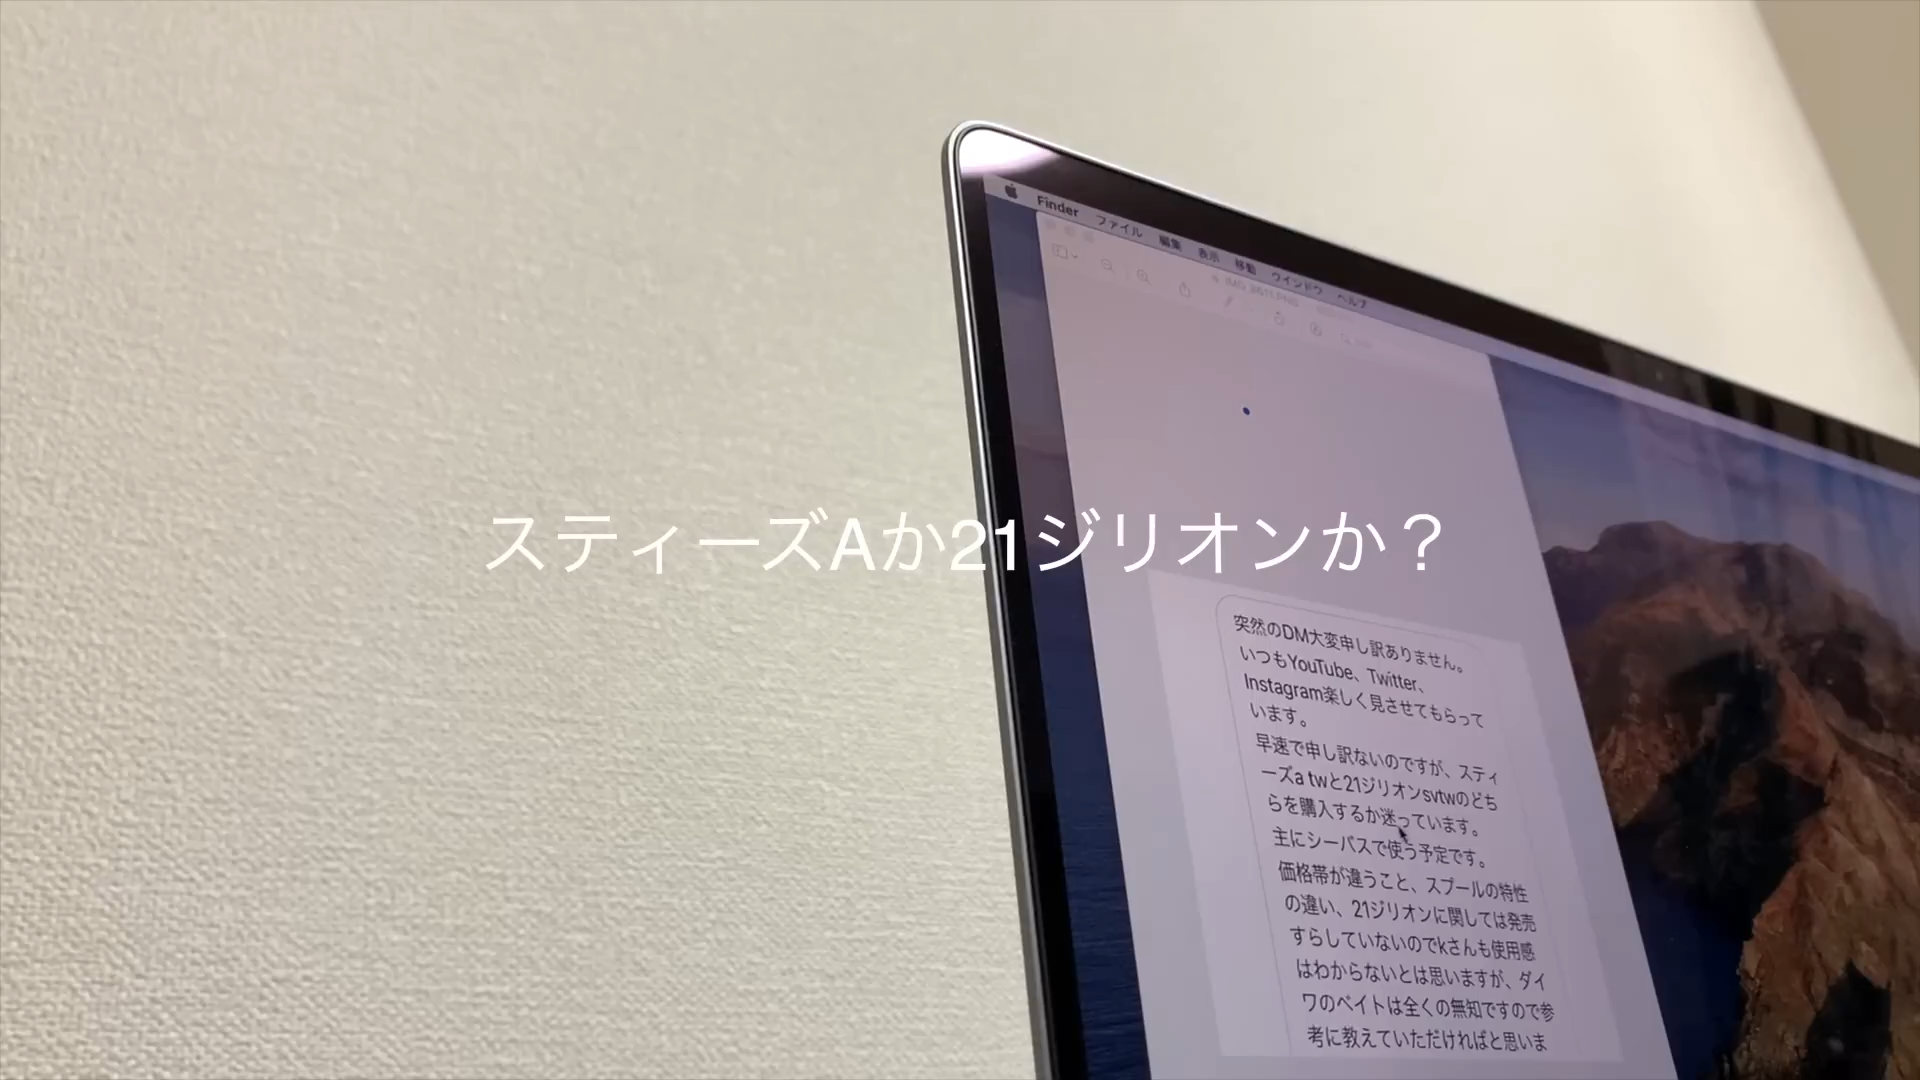 Finder ファイル 編集 表示 移動 ウインドウ ヘルプ
スティーズAか21ジリオンか？
突然のDM大変申し訳ありません。
いつもYouTube、Twitter、
Instagram楽しく見させてもらって
います。
早速で申し訳ないのですが、スティ
ーズa twと21ジリオンsvtwのどち
らを購入するか迷っています。
主にシーバスで使う予定です。
価格帯が違うこと、スプールの特性
の違い、21ジリオンに関しては発売
すらしていないのでkさんも使用感
はわからないとは思いますが、ダイ
ワのベイトは全くの無知ですので参
考に教えていただければと思いま